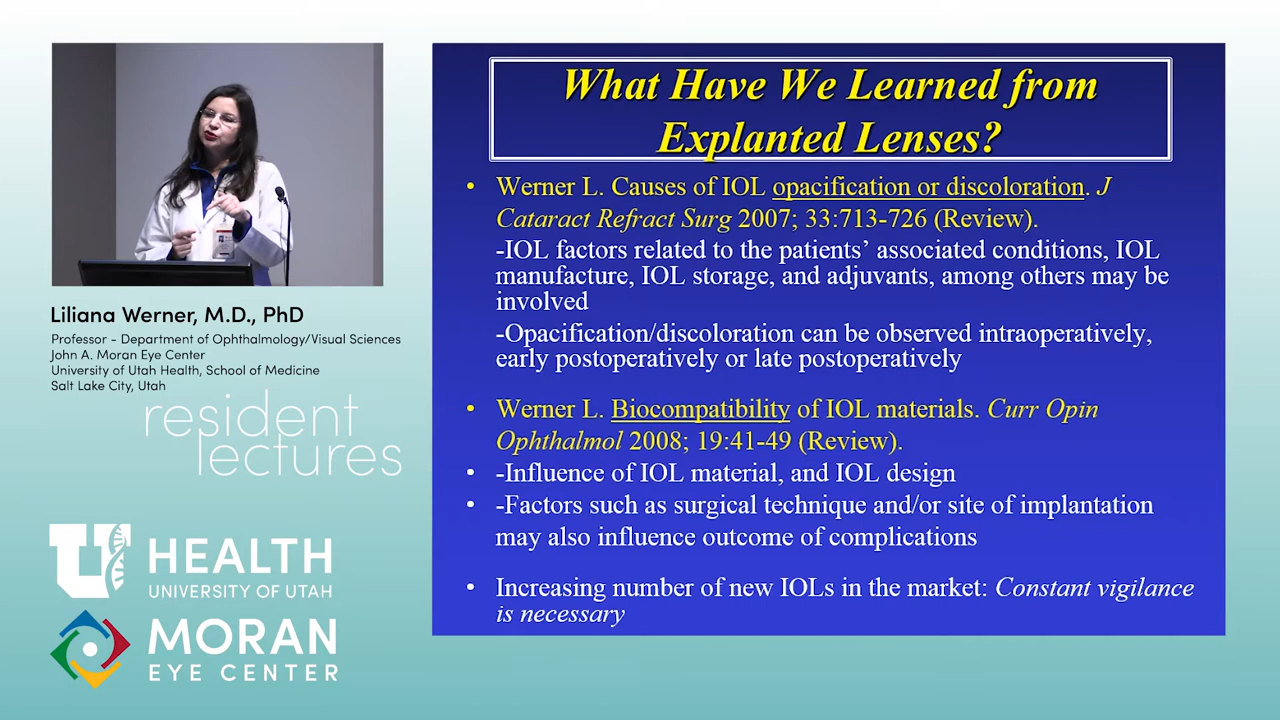 Liliana Werner, M.D., PhD
Professor - Department of Ophthalmology/Visual Sciences
John A. Moran Eye Center
University of Utah Health, School of Medicine
Salt Lake City, Utah
resident
lectures
U HEALTH
UNIVERSITY OF UTAH
MORAN
EYE CENTER
What Have We Learned from
Explanted Lenses?
• Werner L. Causes of IOL opacification or discoloration. J
Cataract Refract Surg 2007; 33:713-726 (Review).
-IOL factors related to the patients’ associated conditions, IOL
manufacture, IOL storage, and adjuvants, among others may be
involved
-Opacification/discoloration can be observed intraoperatively,
early postoperatively or late postoperatively
• Werner L. Biocompatibility of IOL materials. Curr Opin
Ophthalmol 2008; 19:41-49 (Review).
• -Influence of IOL material, and IOL design
• -Factors such as surgical technique and/or site of implantation
may also influence outcome of complications
• Increasing number of new IOLs in the market: Constant vigilance
is necessary